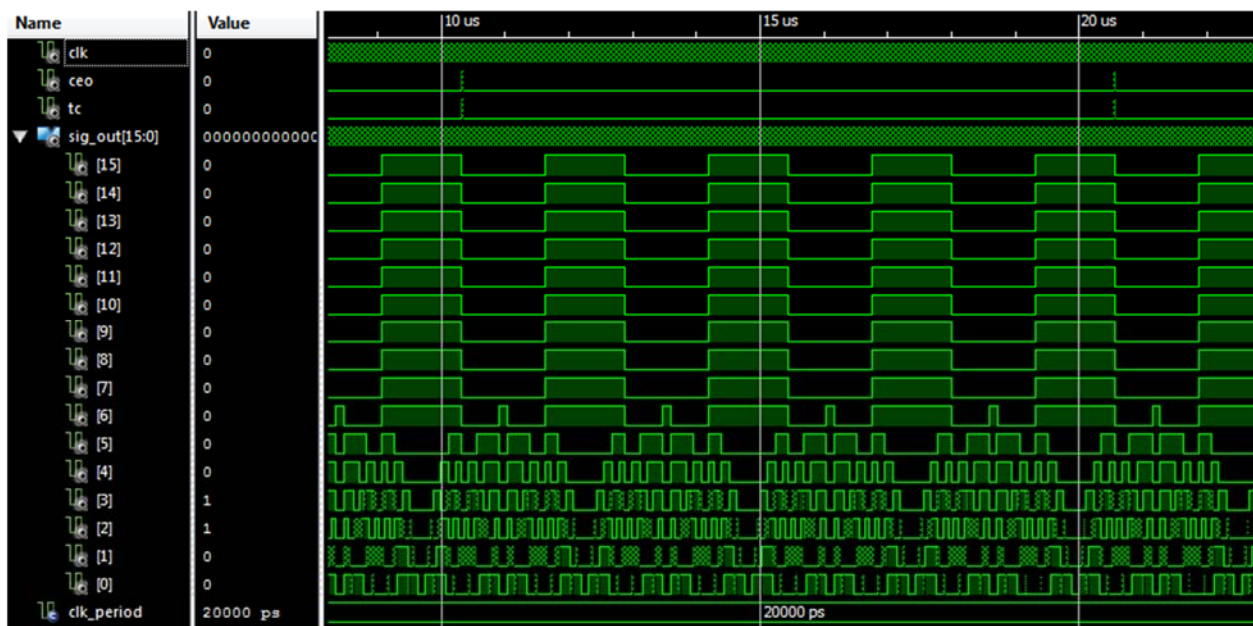 Name Value 10 us 15 us 20 us
clk 0
ceo 0
tc 0
sig_out[15:0] 000000000000
[15] 0
[14] 0
[13] 0
[12] 0
[11] 0
[10] 0
[9] 0
[8] 0
[7] 0
[6] 0
[5] 0
[4] 0
[3] 1
[2] 1
[1] 0
[0] 0
clk_period 20000 ps 20000 ps